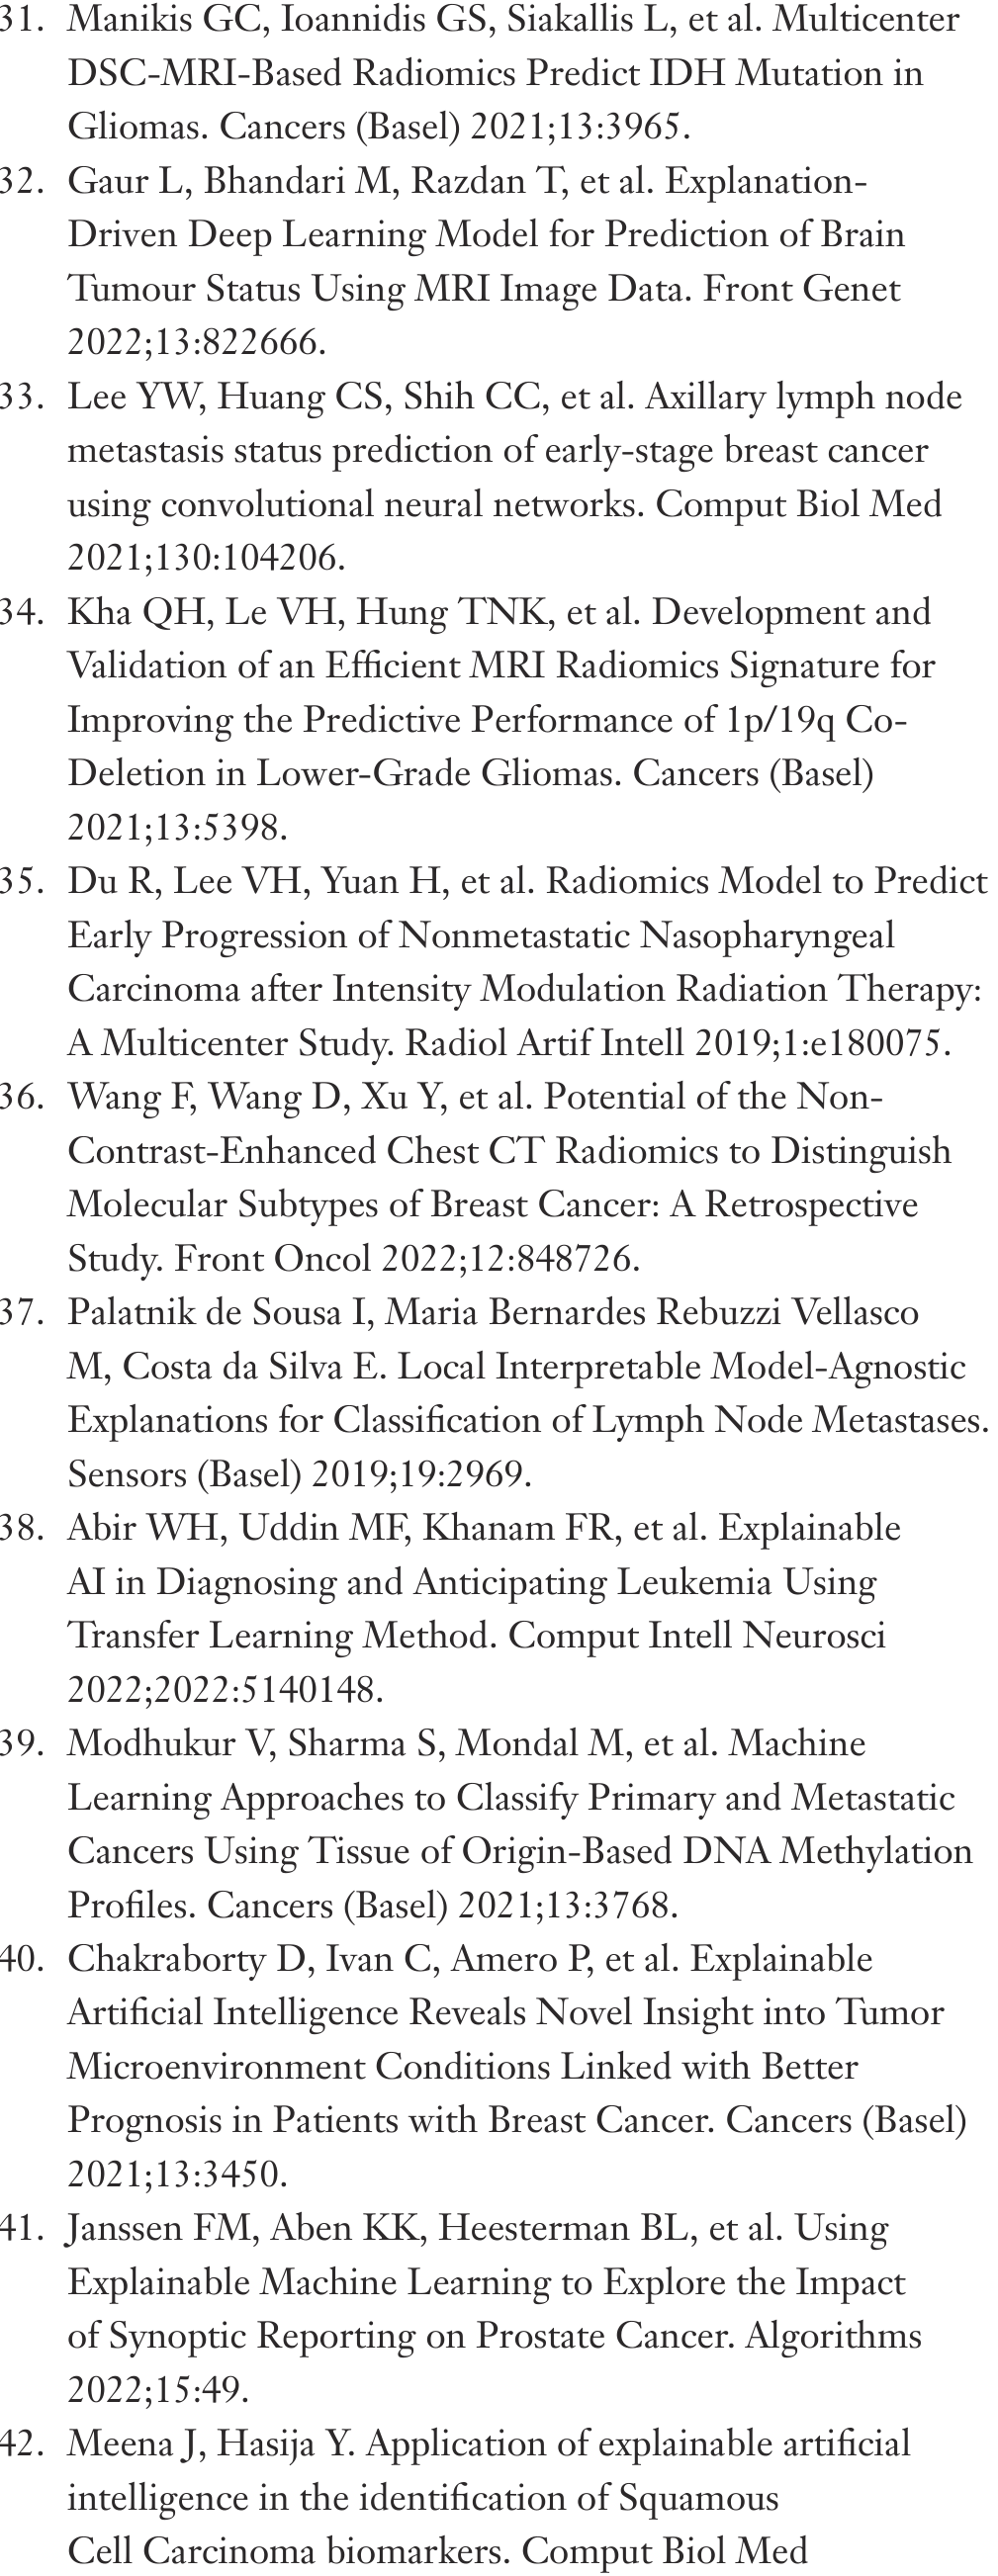 31. Manikis GC, Ioannidis GS, Siakallis L, et al. Multicenter
DSC-MRI-Based Radiomics Predict IDH Mutation in
Gliomas. Cancers (Basel) 2021;13:3965.
32. Gaur L, Bhandari M, Razdan T, et al. Explanation-
Driven Deep Learning Model for Prediction of Brain
Tumour Status Using MRI Image Data. Front Genet
2022;13:822666.
33. Lee YW, Huang CS, Shih CC, et al. Axillary lymph node
metastasis status prediction of early-stage breast cancer
using convolutional neural networks. Comput Biol Med
2021;130:104206.
34. Kha QH, Le VH, Hung TNK, et al. Development and
Validation of an Efficient MRI Radiomics Signature for
Improving the Predictive Performance of 1p/19q Co-
Deletion in Lower-Grade Gliomas. Cancers (Basel)
2021;13:5398.
35. Du R, Lee VH, Yuan H, et al. Radiomics Model to Predict
Early Progression of Nonmetastatic Nasopharyngeal
Carcinoma after Intensity Modulation Radiation Therapy:
A Multicenter Study. Radiol Artif Intell 2019;1:e180075.
36. Wang F, Wang D, Xu Y, et al. Potential of the Non-
Contrast-Enhanced Chest CT Radiomics to Distinguish
Molecular Subtypes of Breast Cancer: A Retrospective
Study. Front Oncol 2022;12:848726.
37. Palatnik de Sousa I, Maria Bernardes Rebuzzi Vellasco
M, Costa da Silva E. Local Interpretable Model-Agnostic
Explanations for Classification of Lymph Node Metastases.
Sensors (Basel) 2019;19:2969.
38. Abir WH, Uddin MF, Khanam FR, et al. Explainable
AI in Diagnosing and Anticipating Leukemia Using
Transfer Learning Method. Comput Intell Neurosci
2022;2022:5140148.
39. Modhukur V, Sharma S, Mondal M, et al. Machine
Learning Approaches to Classify Primary and Metastatic
Cancers Using Tissue of Origin-Based DNA Methylation
Profiles. Cancers (Basel) 2021;13:3768.
40. Chakraborty D, Ivan C, Amero P, et al. Explainable
Artificial Intelligence Reveals Novel Insight into Tumor
Microenvironment Conditions Linked with Better
Prognosis in Patients with Breast Cancer. Cancers (Basel)
2021;13:3450.
41. Janssen FM, Aben KK, Heesterman BL, et al. Using
Explainable Machine Learning to Explore the Impact
of Synoptic Reporting on Prostate Cancer. Algorithms
2022;15:49.
42. Meena J, Hasija Y. Application of explainable artificial
intelligence in the identification of Squamous
Cell Carcinoma biomarkers. Comput Biol Med